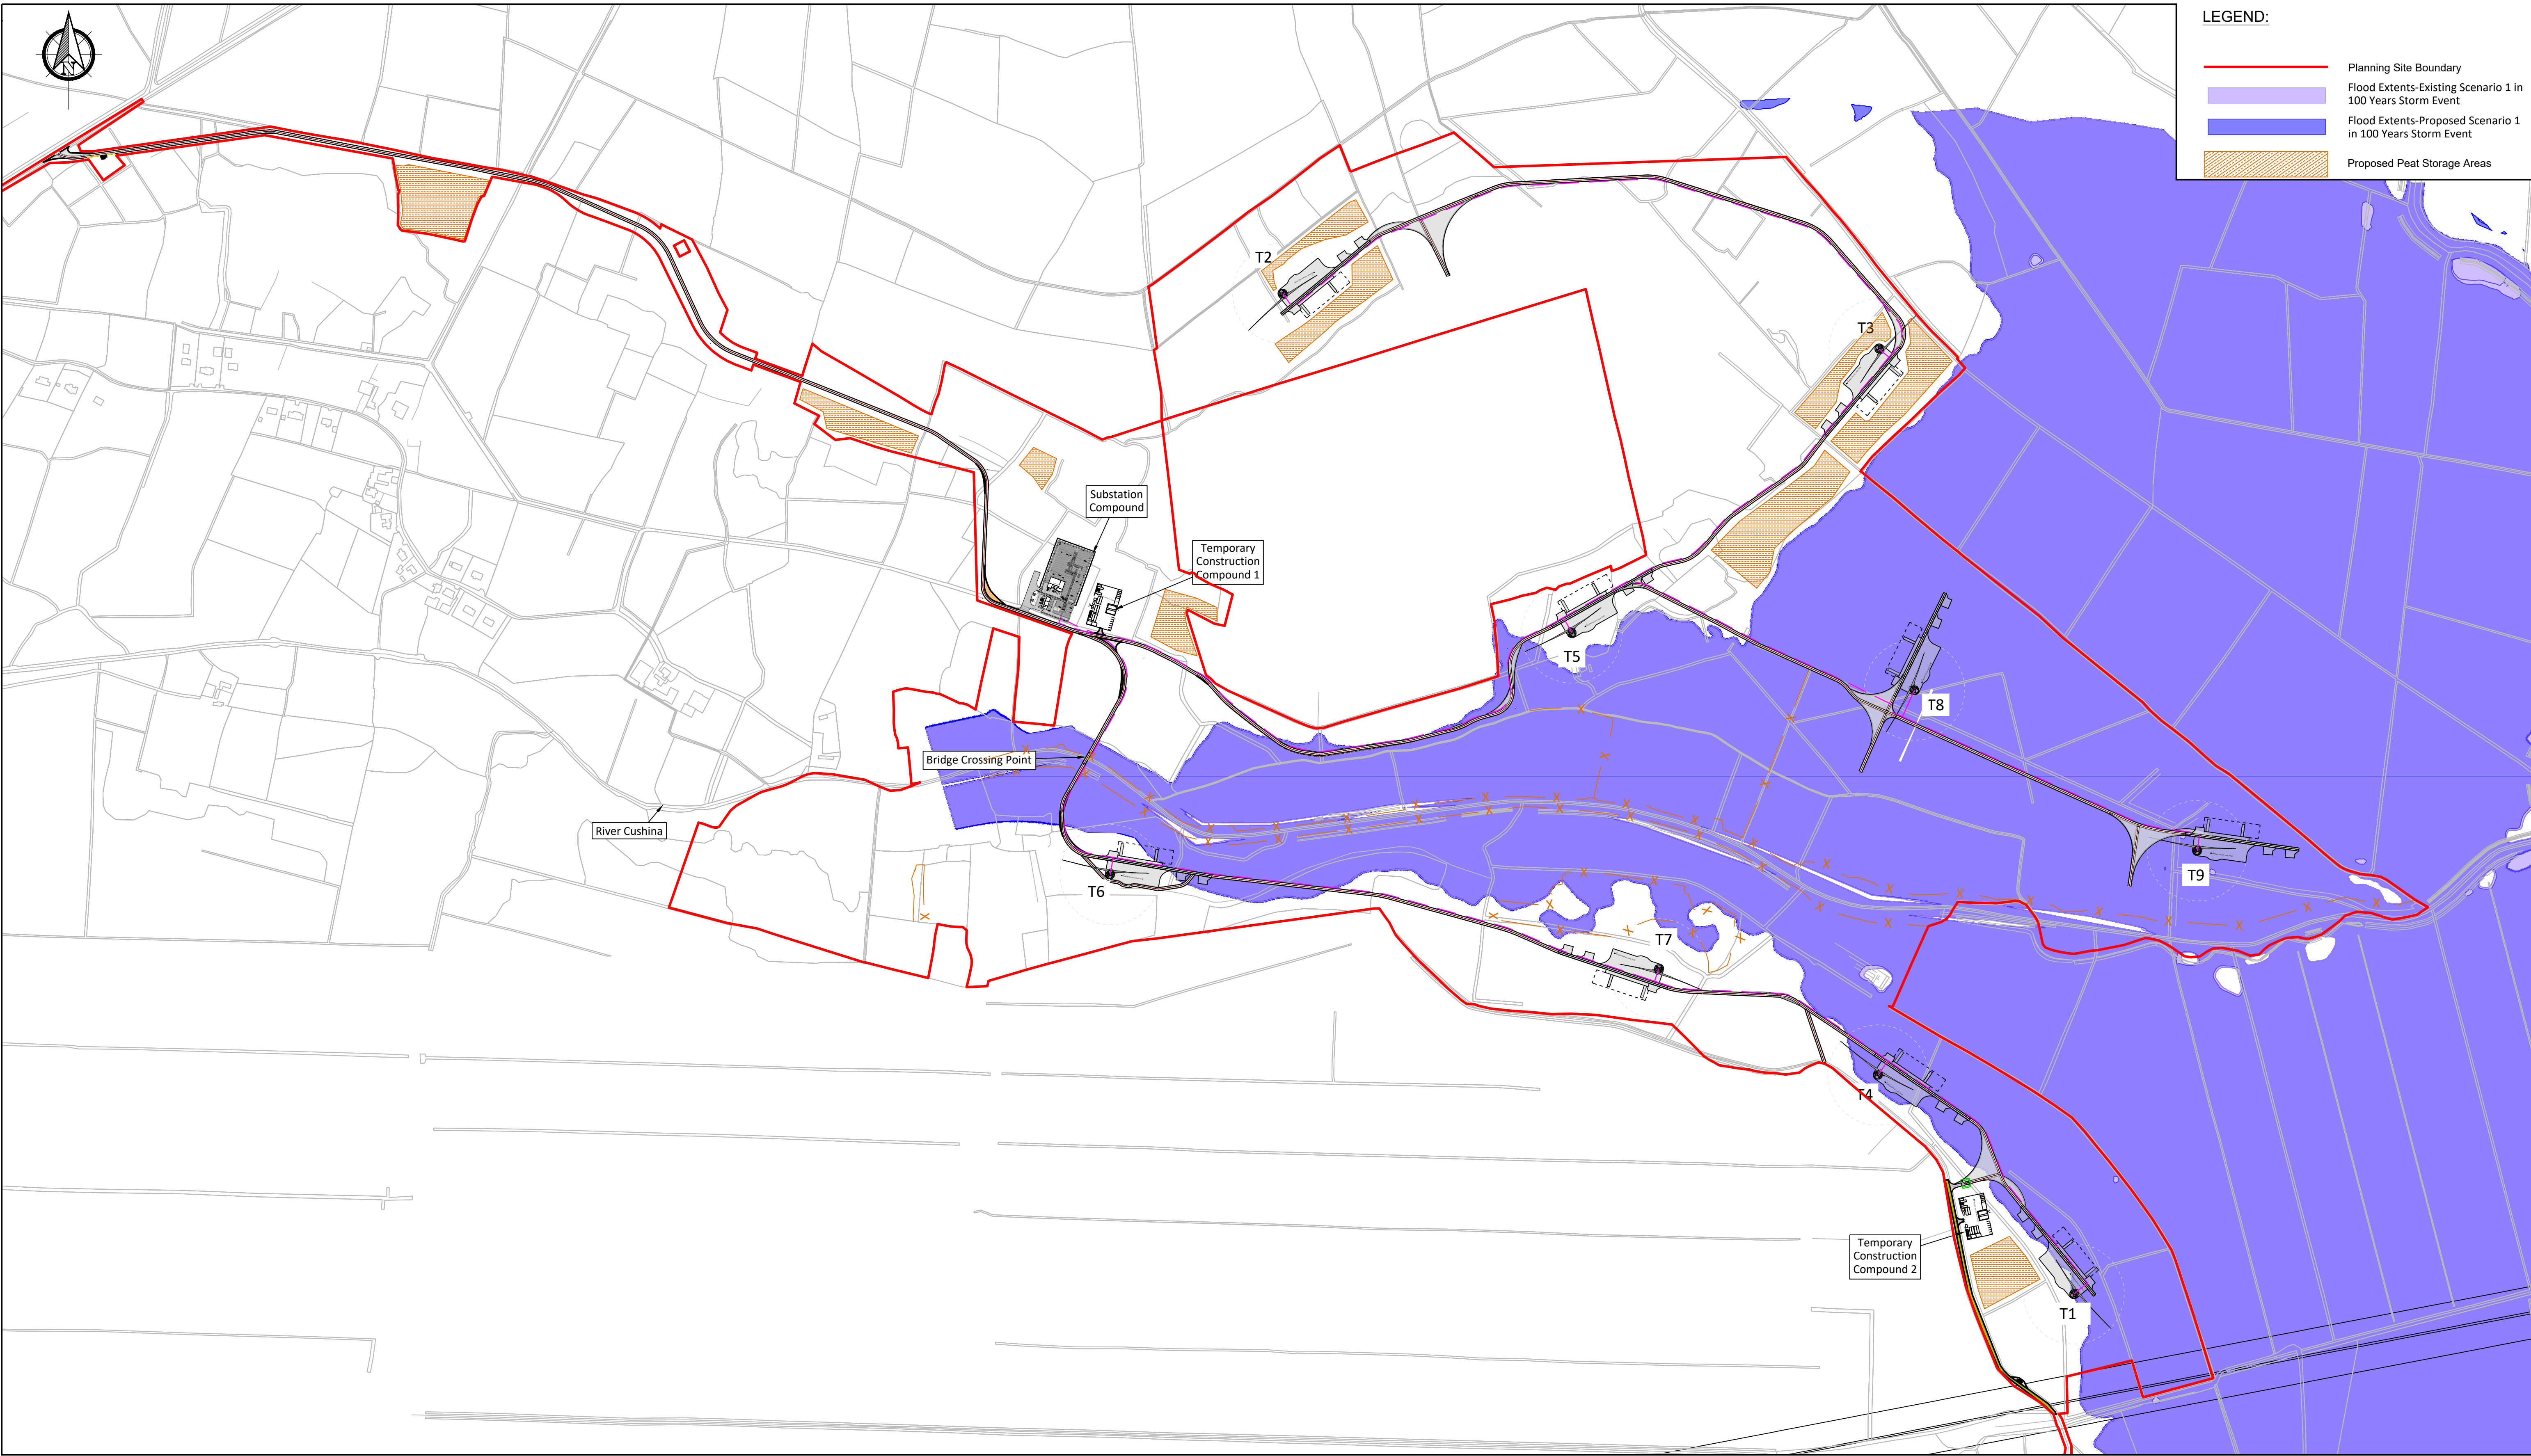 N
LEGEND:
Planning Site Boundary
Flood Extents-Existing Scenario 1 in
100 Years Storm Event
Flood Extents-Proposed Scenario 1
in 100 Years Storm Event
Proposed Peat Storage Areas
T2
T3
Substation
Compound
Temporary
Construction
Compound 1
T5
T8
Bridge Crossing Point
River Cushina
T6
T9
T7
T4
Temporary
Construction
Compound 2
T1